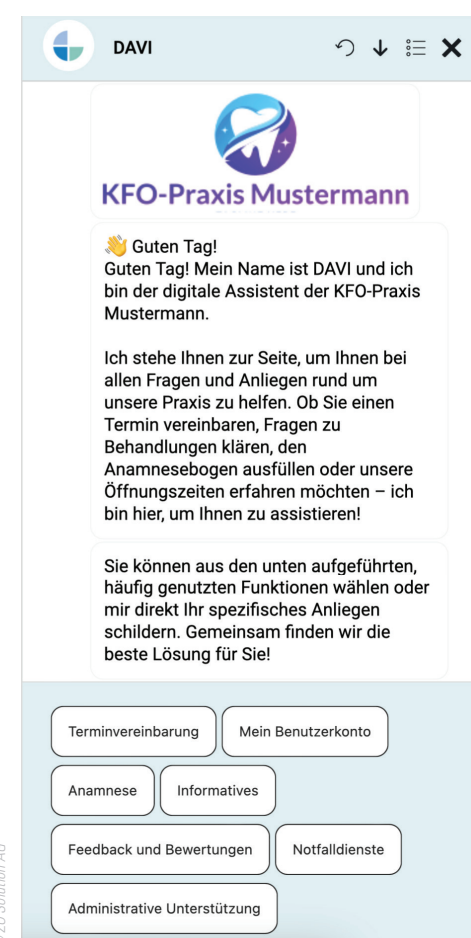 DAVI
KFO-Praxis Mustermann
👋 Guten Tag!
Guten Tag! Mein Name ist DAVI und ich
bin der digitale Assistent der KFO-Praxis
Mustermann.
Ich stehe Ihnen zur Seite, um Ihnen bei
allen Fragen und Anliegen rund um
unsere Praxis zu helfen. Ob Sie einen
Termin vereinbaren, Fragen zu
Behandlungen klären, den
Anamnesebogen ausfüllen oder unsere
Öffnungszeiten erfahren möchten – ich
bin hier, um Ihnen zu assistieren!
Sie können aus den unten aufgeführten,
häufig genutzten Funktionen wählen oder
mir direkt Ihr spezifisches Anliegen
schildern. Gemeinsam finden wir die
beste Lösung für Sie!
Terminvereinbarung
Mein Benutzerkonto
Anamnese
Informatives
Feedback und Bewertungen
Notfalldienste
Administrative Unterstützung
Solution AG